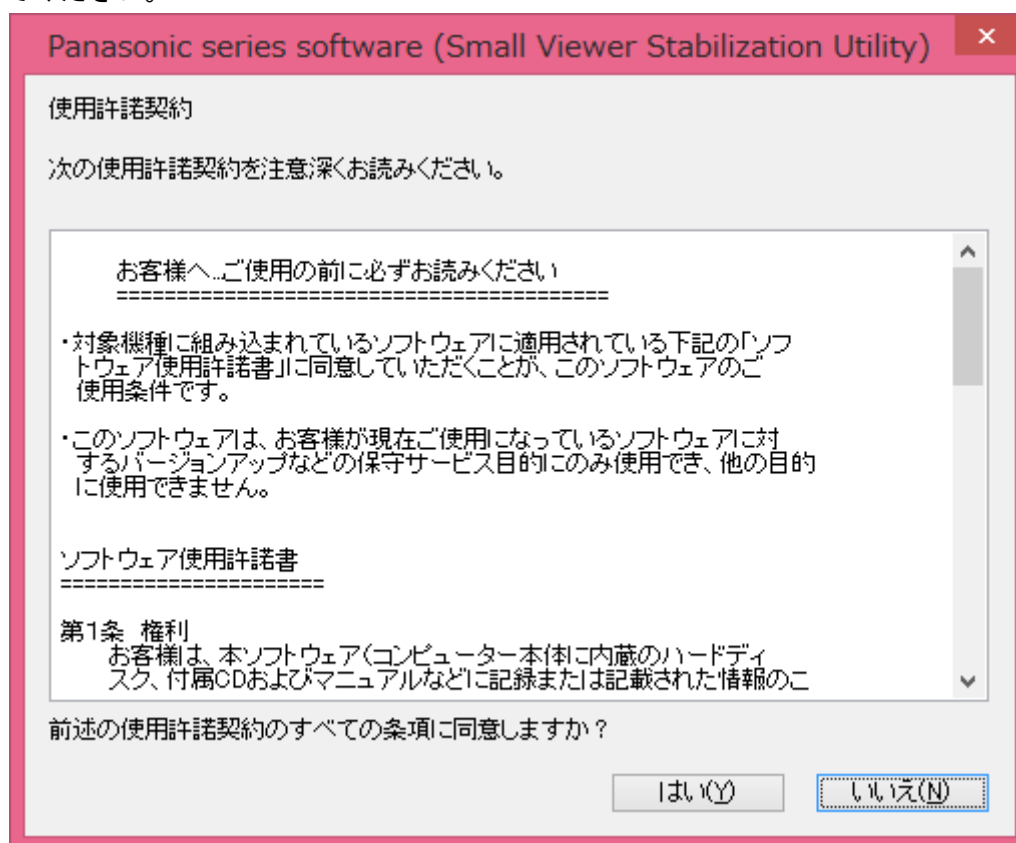 ください。
Panasonic series software (Small Viewer Stabilization Utility)
使用許諾契約
次の使用許諾契約を注意深くお読みください。
お客様へ…ご使用の前に必ずお読みください
=========================================
・対象機種に組み込まれているソフトウェアに適用されている下記の「ソフ
トウェア使用許諾書」に同意していただくことが、このソフトウェアのご
使用条件です。
・このソフトウェアは、お客様が現在ご使用になっているソフトウェアに対
するバージョンアップなどの保守サービス目的にのみ使用でき、他の目的
に使用できません。
ソフトウェア使用許諾書
======================
第1条 権利
お客様は、本ソフトウェア(コンピューター本体に内蔵のハードディ
スク、付属CDおよびマニュアルなどに記録または記載された情報のこ
前述の使用許諾契約のすべての条項に同意しますか?
はい(Y)
いいえ(N)